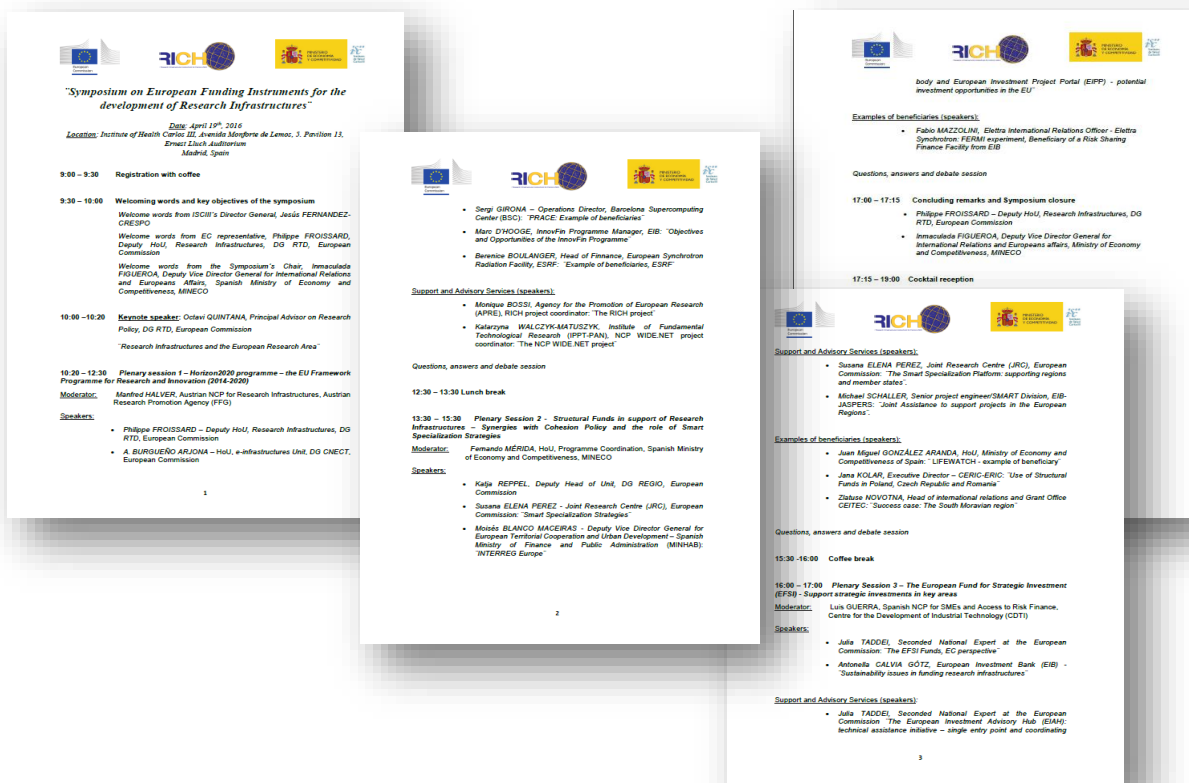 European
Commission
RICH
MINISTERIO
DE ECONOMÍA
Y COMPETITIVIDAD
¨Symposium on European Funding Instruments for the
development of Research Infrastructures¨
Date: April 19th, 2016
Location: Institute of Health Carlos III, Avenida Monforte de Lemos, 5. Pavilion 13,
Ernest Lluch Auditorium
Madrid, Spain
9:00 – 9:30 Registration with coffee
9:30 – 10:00 Welcoming words and key objectives of the symposium
Welcome words from ISCIII´s Director General, Jesús FERNANDEZ-
CRESPO
Welcome words from EC representative, Philippe FROISSARD,
Deputy HoU, Research Infrastructures, DG RTD, European
Commission
Welcome words from the Symposium´s Chair, Inmaculada
FIGUEROA, Deputy Vice Director General for International Relations
and Europeans Affairs, Spanish Ministry of Economy and
Competitiveness, MINECO
10:00 –10:20 Keynote speaker: Octavi QUINTANA, Principal Advisor on Research
Policy, DG RTD, European Commission
¨Research Infrastructures and the European Research Area¨
10:20 – 12:30 Plenary session 1 – Horizon2020 programme – the EU Framework
Programme for Research and Innovation (2014-2020)
Moderator: Manfred HALVER, Austrian NCP for Research Infrastructures, Austrian
Research Promotion Agency (FFG)
Speakers:
• Philippe FROISSARD – Deputy HoU, Research Infrastructures, DG
RTD, European Commission
• A. BURGUEÑO ARJONA – HoU, e-infrastructures Unit, DG CNECT,
European Commission
1
European
Commission
RICH
MINISTERIO
DE ECONOMÍA
Y COMPETITIVIDAD
• Sergi GIRONA – Operations Director, Barcelona Supercomputing
Center (BSC): ¨PRACE: Example of beneficiaries¨
• Marc D'HOOGE, InnovFin Programme Manager, EIB: ¨Objectives
and Opportunities of the InnovFin Programme¨
• Berenice BOULANGER, Head of Finnance, European Synchrotron
Radiation Facility, ESRF: ¨Example of beneficiaries, ESRF¨
Support and Advisory Services (speakers):
• Monique BOSSI, Agency for the Promotion of European Research
(APRE), RICH project coordinator: ¨The RICH project¨
• Katarzyna WALCZYK-MATUSZYK, Institute of Fundamental
Technological Research (IPPT-PAN), NCP WIDE.NET project
coordinator: ¨The NCP WIDE.NET project¨
Questions, answers and debate session
12:30 – 13:30 Lunch break
13:30 – 15:30 Plenary Session 2 - Structural Funds in support of Research
Infrastructures – Synergies with Cohesion Policy and the role of Smart
Specialization Strategies
Moderator: Fernando MÉRIDA, HoU, Programme Coordination, Spanish Ministry
of Economy and Competitiveness, MINECO
Speakers:
• Katja REPPEL, Deputy Head of Unit, DG REGIO, European
Commission
• Susana ELENA PEREZ - Joint Research Centre (JRC), European
Commission: ¨Smart Specialization Strategies¨
• Moisés BLANCO MACEIRAS - Deputy Vice Director General for
European Territorial Cooperation and Urban Development – Spanish
Ministry of Finance and Public Administration (MINHAB):
¨INTERREG Europe¨
2
European
Commission
RICH
MINISTERIO
DE ECONOMÍA
Y COMPETITIVIDAD
Support and Advisory Services (speakers):
• Susana ELENA PEREZ, Joint Research Centre (JRC), European
Commission: ¨The Smart Specialization Platform: supporting regions
and member states¨.
• Michael SCHALLER, Senior project engineer/SMART Division, EIB-
JASPERS: ¨Joint Assistance to support projects in the European
Regions¨.
Examples of beneficiaries (speakers):
• Juan Miguel GONZÁLEZ ARANDA, HoU, Ministry of Economy and
Competitiveness of Spain: ¨ LIFEWATCH - example of beneficiary¨
• Jana KOLAR, Executive Director – CERIC-ERIC: ¨Use of Structural
Funds in Poland, Czech Republic and Romania¨
• Zlatuse NOVOTNA, Head of international relations and Grant Office
CEITEC: ¨Success case: The South Moravian region¨
Questions, answers and debate session
15:30 -16:00 Coffee break
16:00 – 17:00 Plenary Session 3 – The European Fund for Strategic Investment
(EFSI) - Support strategic investments in key areas
Moderator: Luis GUERRA, Spanish NCP for SMEs and Access to Risk Finance,
Centre for the Development of Industrial Technology (CDTI)
Speakers:
• Julia TADDEI, Seconded National Expert at the European
Commission: ¨The EFSI Funds, EC perspective¨
• Antonella CALVIA GÖTZ, European Investment Bank (EIB) -
¨Sustainability issues in funding research infrastructures¨
Support and Advisory Services (speakers):
• Julia TADDEI, Seconded National Expert at the European
Commission ¨The European Investment Advisory Hub (EIAH):
technical assistance initiative – single entry point and coordinating
3
European
Commission
RICH
MINISTERIO
DE ECONOMÍA
Y COMPETITIVIDAD
body and European Investment Project Portal (EIPP) - potential
investment opportunities in the EU¨
Examples of beneficiaries (speakers):
• Fabio MAZZOLINI, Elettra International Relations Officer - Elettra
Synchrotron: FERMI experiment, Beneficiary of a Risk Sharing
Finance Facility from EIB
Questions, answers and debate session
17:00 – 17:15 Concluding remarks and Symposium closure
• Philippe FROISSARD – Deputy HoU, Research Infrastructures, DG
RTD, European Commission
• Inmaculada FIGUEROA, Deputy Vice Director General for
International Relations and Europeans affairs, Ministry of Economy
and Competitiveness, MINECO
17:15 – 19:00 Cocktail reception